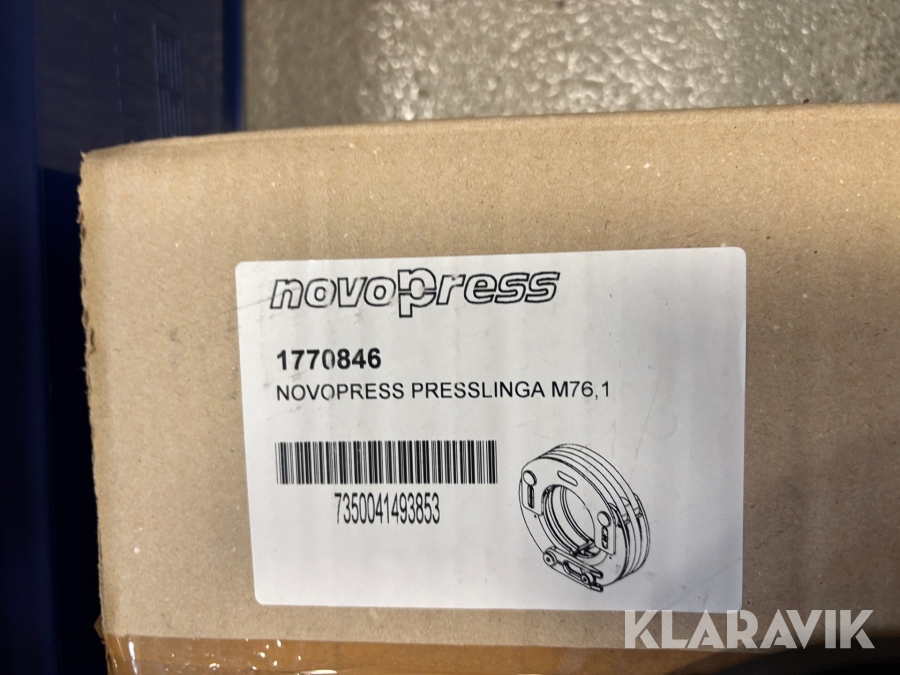 novopress
1770846
NOVOPRESS PRESSLINGA M76,1
7350041493853
KLARAVIK